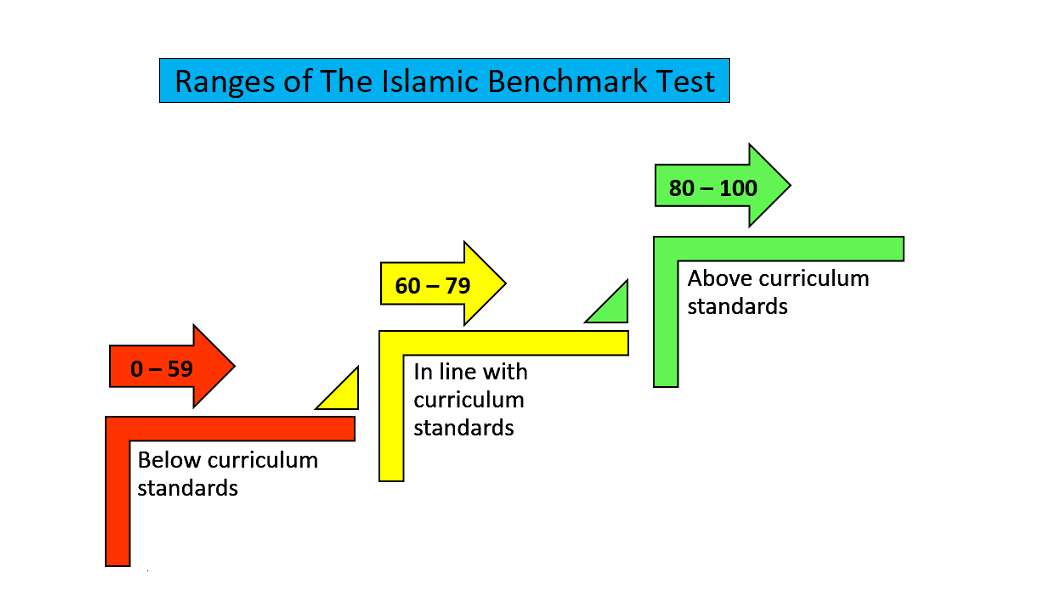 Ranges of The Islamic Benchmark Test
80 – 100
Above curriculum
standards
60 – 79
In line with
curriculum
standards
0 – 59
Below curriculum
standards